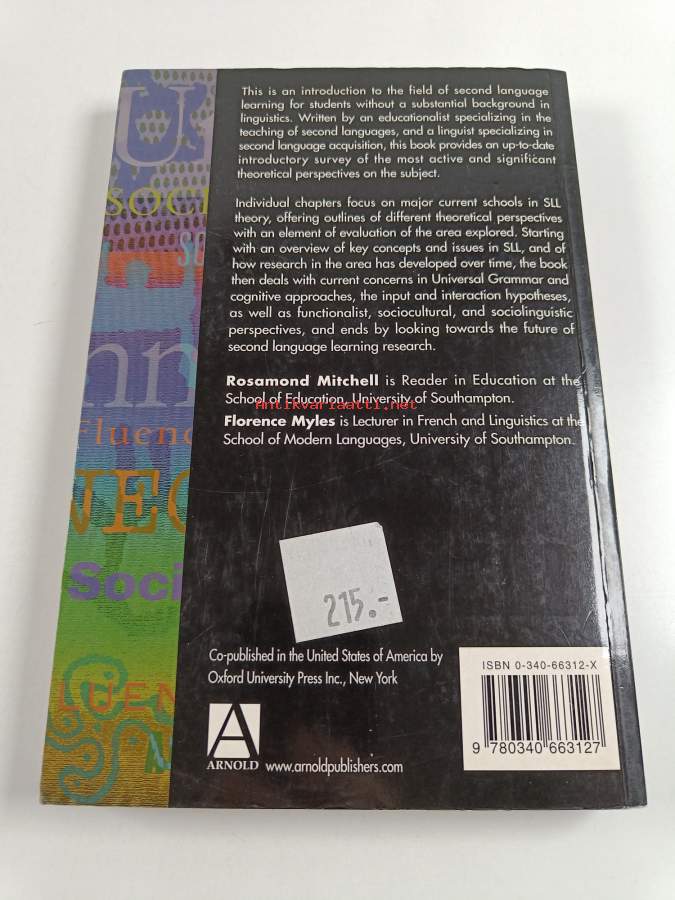 This is an introduction to the field of second language
learning for students without a substantial background in
linguistics. Written by an educationalist specializing in the
teaching of second languages, and a linguist specializing in
second language acquisition, this book provides an up-to-date
introductory survey of the most active and significant
theoretical perspectives on the subject.
Individual chapters focus on major current schools in SLL
theory, offering outlines of different theoretical perspectives
with an element of evaluation of the area explored. Starting
with an overview of key concepts and issues in SLL, and of
how research in the area has developed over time, the book
then deals with current concerns in Universal Grammar and
cognitive approaches, the input and interaction hypotheses,
as well as functionalist, sociocultural, and sociolinguistic
perspectives, and ends by looking towards the future of
second language learning research.
Rosamond Mitchell is Reader in Education at the
School of Education, University of Southampton.
Antikvariaatti.net
Florence Myles is Lecturer in French and Linguistics at the
School of Modern Languages, University of Southampton.
U
SOCI
nn
Fluenc
Soci
LUEN
215.-
Co-published in the United States of America by
Oxford University Press Inc., New York
A
ARNOLD
www.arnoldpublishers.com
ISBN 0-340-66312-X
9 780340 663127